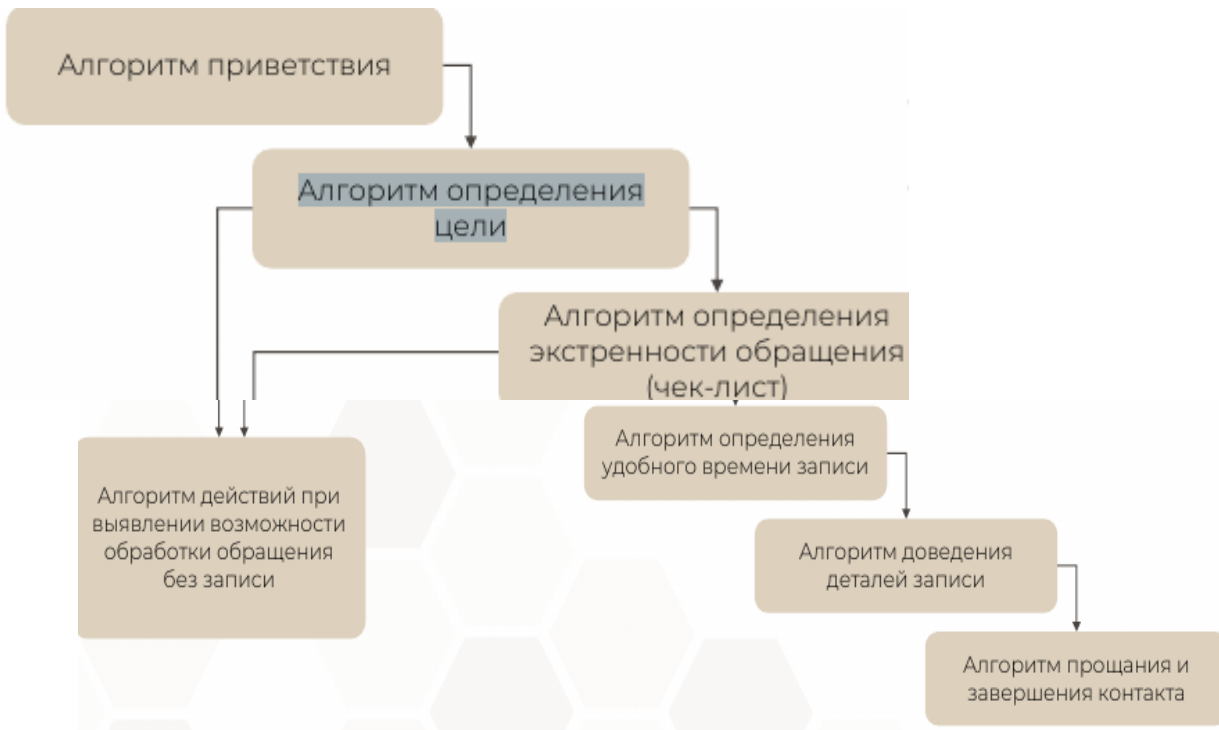 Алгоритм приветствия
Алгоритм определения
цели
Алгоритм определения
экстренности обращения
(чек-лист)
Алгоритм определения
удобного времени записи
Алгоритм действий при
выявлении возможности
обработки обращения
без записи
Алгоритм доведения
деталей записи
Алгоритм прощания и
завершения контакта